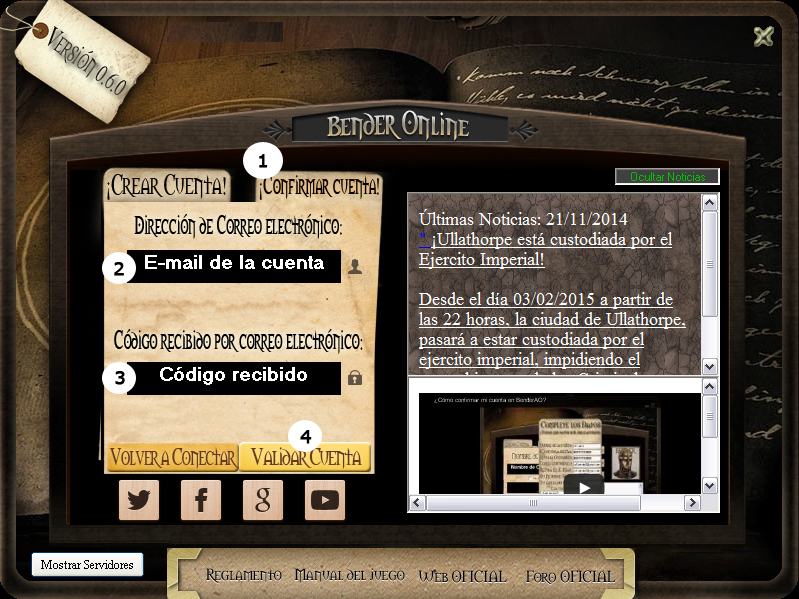 Versión 0.6.0
Komm nach
Bender Online
1
¡Crear Cuenta!
¡Confirmar cuenta!
Ocultar Noticias
Dirección de Correo electrónico:
2
E-mail de la cuenta
Últimas Noticias: 21/11/2014
" ¡Ullathorpe está custodiada por el
Ejercito Imperial!
Desde el día 03/02/2015 a partir de
las 22 horas, la ciudad de Ullathorpe,
pasará a estar custodiada por el
ejercito imperial, impidiendo el
Código recibido por correo electrónico:
3
Código recibido
¿Cómo confirmar mi cuenta en BenderAO?
Complete los Datos
4
Volver a Conectar
Validar Cuenta
f
g
Mostrar Servidores
Reglamento
Manual del juego
Web OFICIAL
Foro OFICIAL